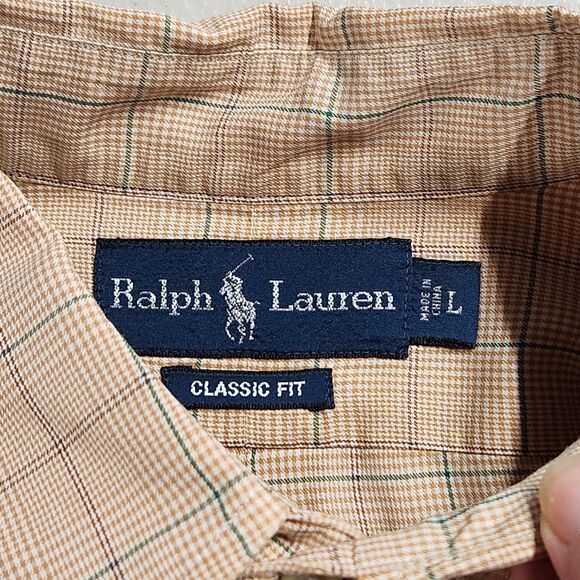 Ralph Lauren
MADE IN
CHINA
L
CLASSIC FIT